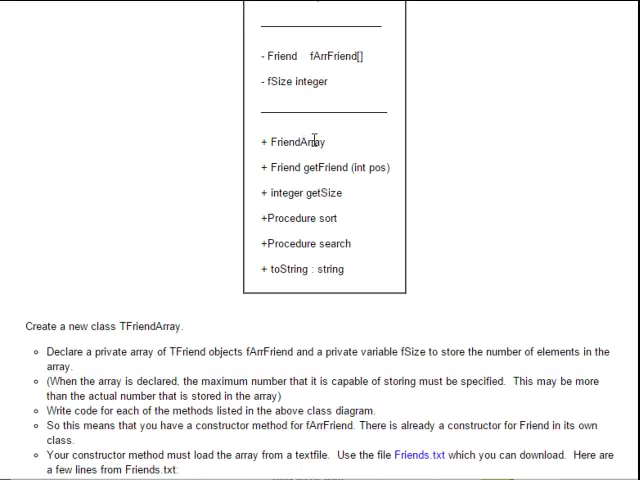 - Friend fArrFriend[]
- fSize integer
+ FriendArray
+ Friend getFriend (int pos)
+ integer getSize
+Procedure sort
+Procedure search
+ toString : string
Create a new class TFriendArray.
Declare a private array of TFriend objects fArrFriend and a private variable fSize to store the number of elements in the
array.
(When the array is declared, the maximum number that it is capable of storing must be specified. This may be more
than the actual number that is stored in the array)
Write code for each of the methods listed in the above class diagram.
So this means that you have a constructor method for fArrFriend. There is already a constructor for Friend in its own
class.
Your constructor method must load the array from a textfile. Use the file Friends.txt which you can download. Here are
a few lines from Friends.txt: